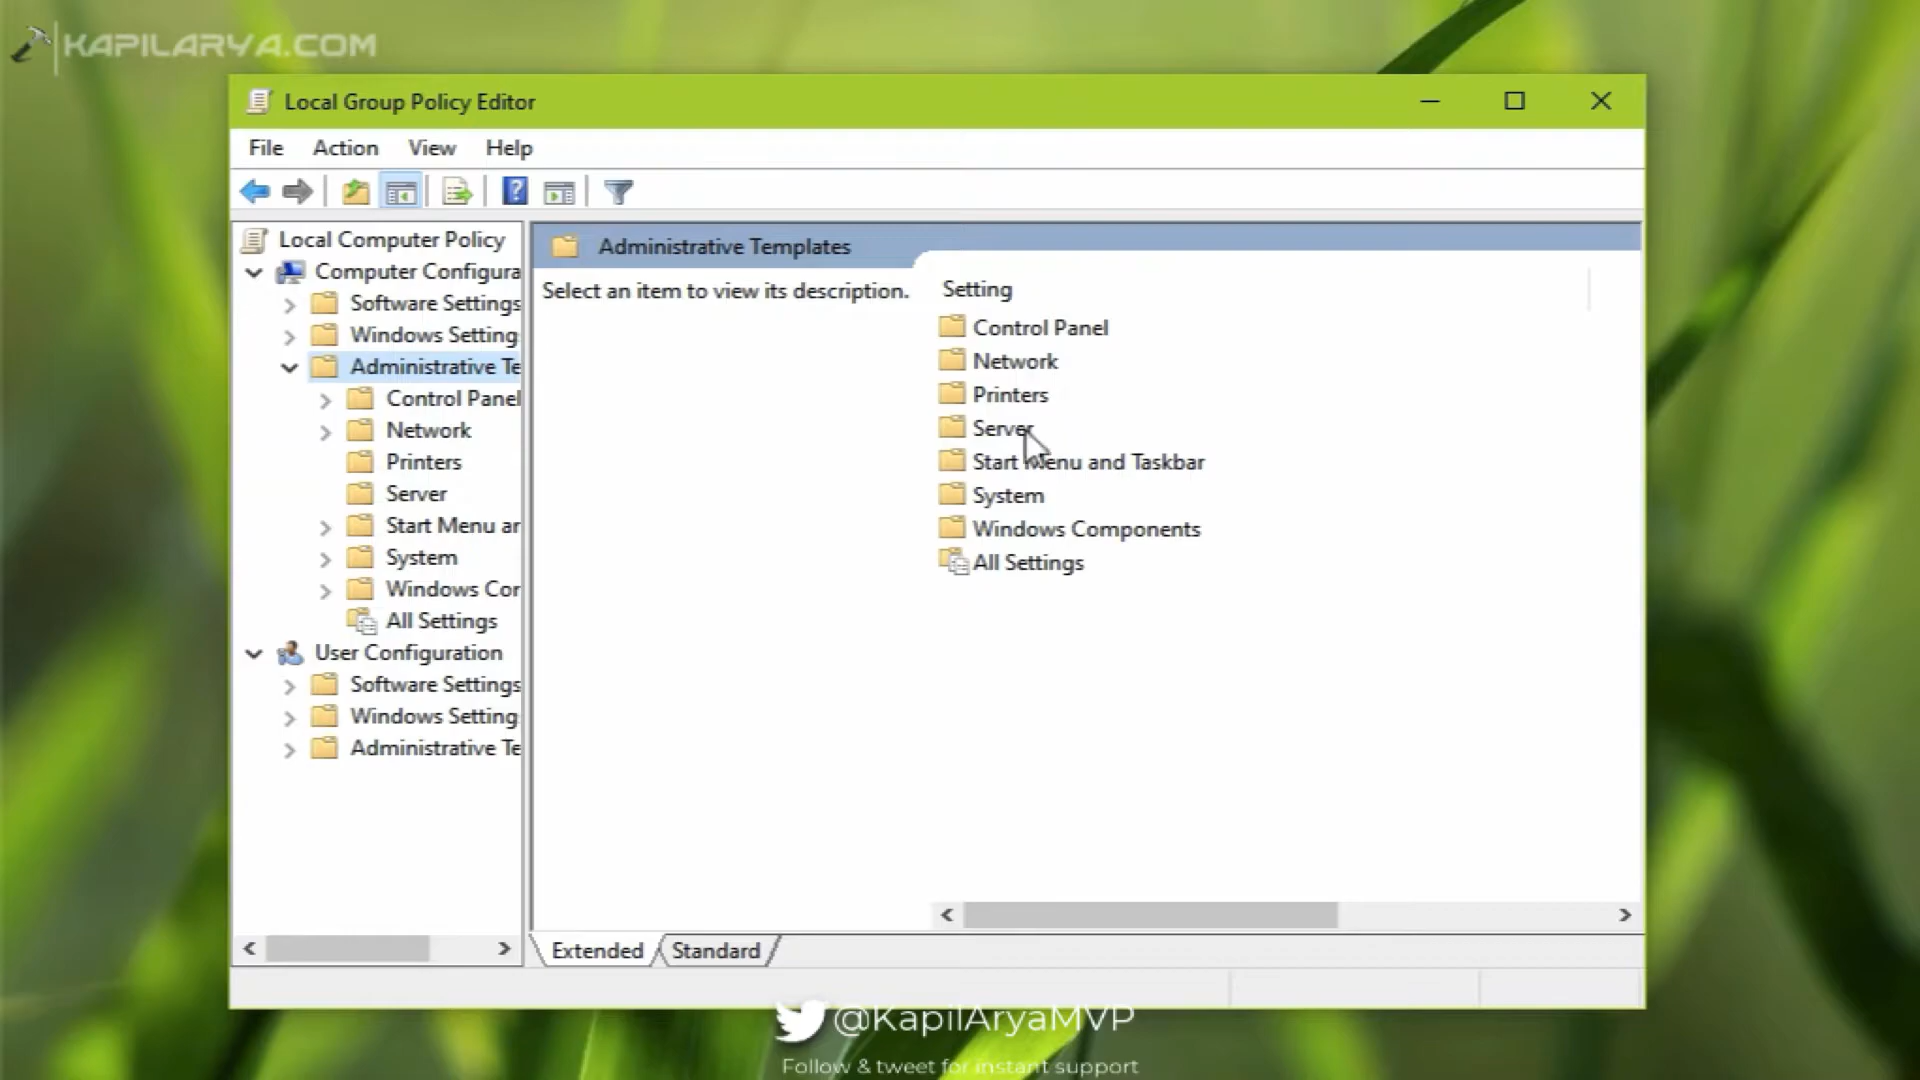 KAPILARYA.COM
Local Group Policy Editor
File Action View Help
Local Computer Policy
Computer Configura
Software Settings
Windows Setting
Administrative Te
Control Panel
Network
Printers
Server
Start Menu ar
System
Windows Cor
All Settings
User Configuration
Software Settings
Windows Setting
Administrative Te
Administrative Templates
Select an item to view its description.
Setting
Control Panel
Network
Printers
Server
Start Menu and Taskbar
System
Windows Components
All Settings
Extended Standard
@KapilAryaMVP
Follow & tweet for instant support